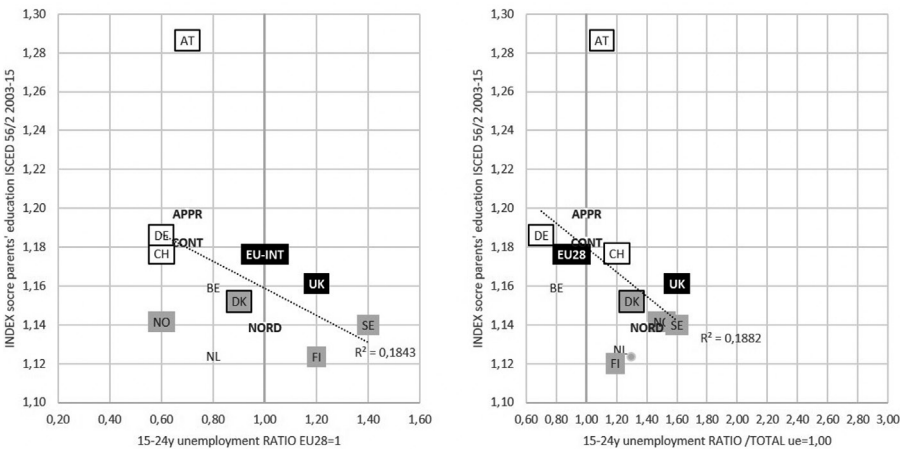 INDEX socre parents' education ISCED 56/2 2003-15
1,30
1,28
1,26
1,24
1,22
1,20
1,18
1,16
1,14
1,12
1,10
AT
APPR
DE
CONT
CH
EU-INT
BE
UK
DK
NO
NORD
SE
R² = 0,1843
NL
FI
0,20 0,40 0,60 0,80 1,00 1,20 1,40 1,60
15-24y unemployment RATIO EU28=1
INDEX socre parents' education ISCED 56/2 2003-15
1,30
1,28
1,26
1,24
1,22
1,20
1,18
1,16
1,14
1,12
1,10
AT
APPR
DE
CONT
EU28
CH
BE
UK
DK
NORD
NO
SE
R² = 0,1882
NL
FI
0,60 0,80 1,00 1,20 1,40 1,60 1,80 2,00 2,20 2,40 2,60 2,80 3,00
15-24y unemployment RATIO /TOTAL ue=1,00